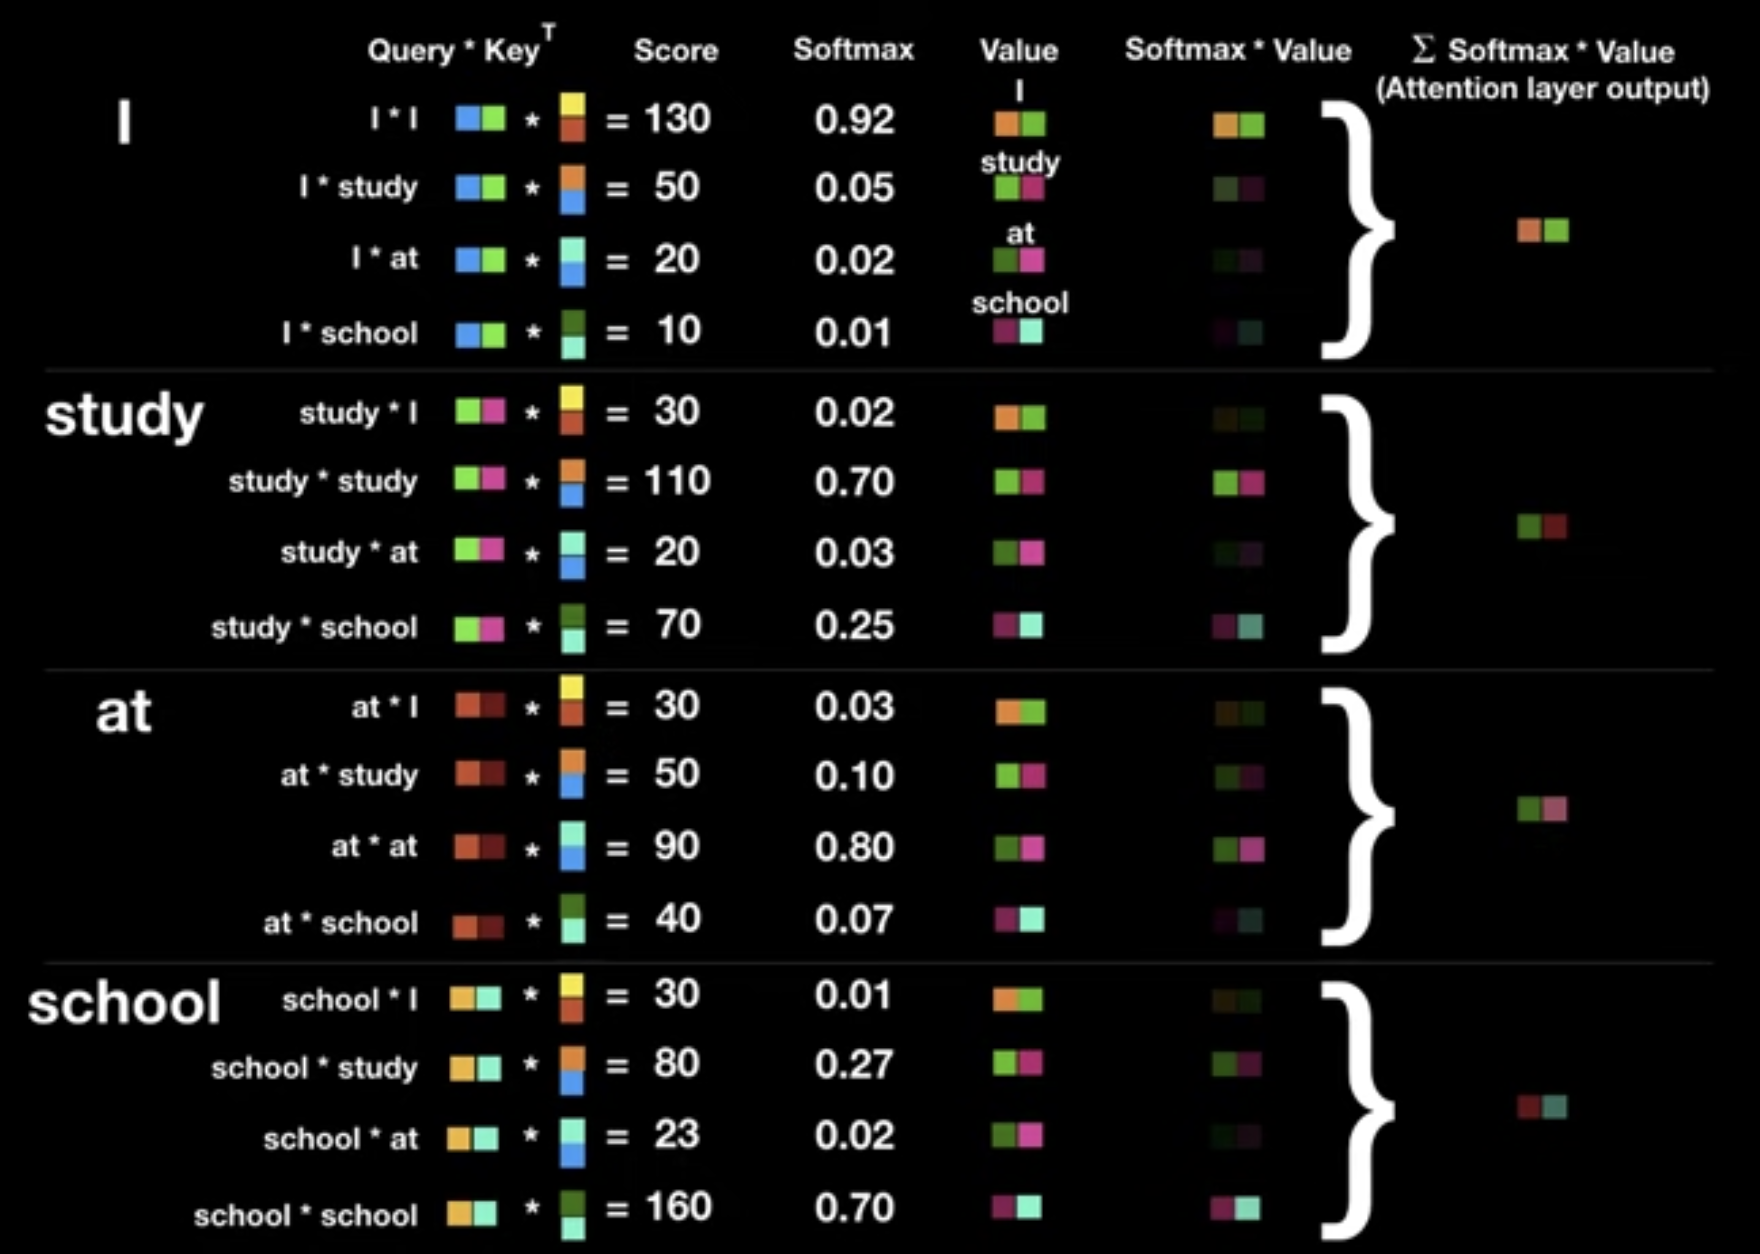 Query * Key^T Score Softmax Value Softmax * Value Σ Softmax * Value
(Attention layer output)
I
I
I * I * = 130 0.92
study
I * study * = 50 0.05
at
I * at * = 20 0.02
school
I * school * = 10 0.01
study
study * I * = 30 0.02
study * study * = 110 0.70
study * at * = 20 0.03
study * school * = 70 0.25
at
at * I * = 30 0.03
at * study * = 50 0.10
at * at * = 90 0.80
at * school * = 40 0.07
school
school * I * = 30 0.01
school * study * = 80 0.27
school * at * = 23 0.02
school * school * = 160 0.70